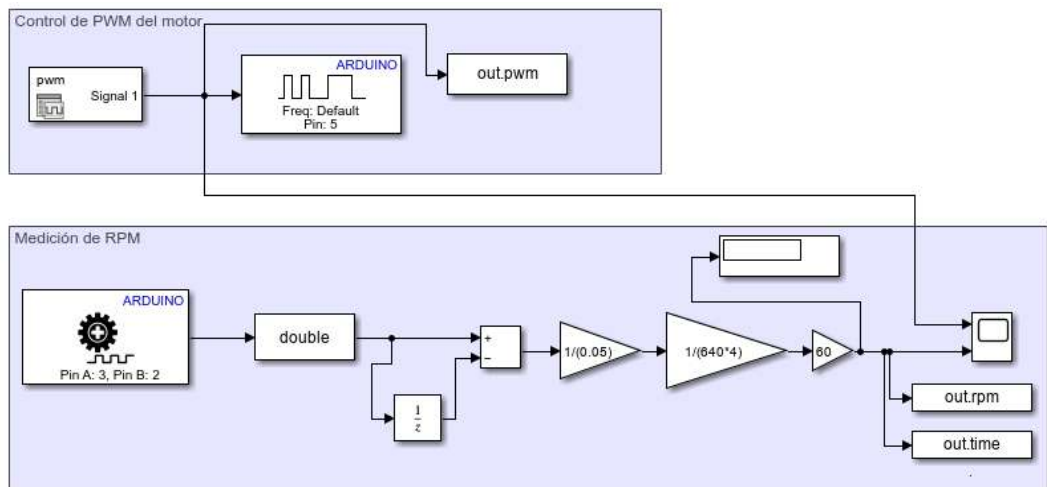 Control de PWM del motor
pwm
Signal 1
ARDUINO
Freq: Default
Pin: 5
out.pwm
Medición de RPM
ARDUINO
Pin A: 3, Pin B: 2
double
+
−
1
z
1/(0.05)
1/(640*4)
60
out.rpm
out.time